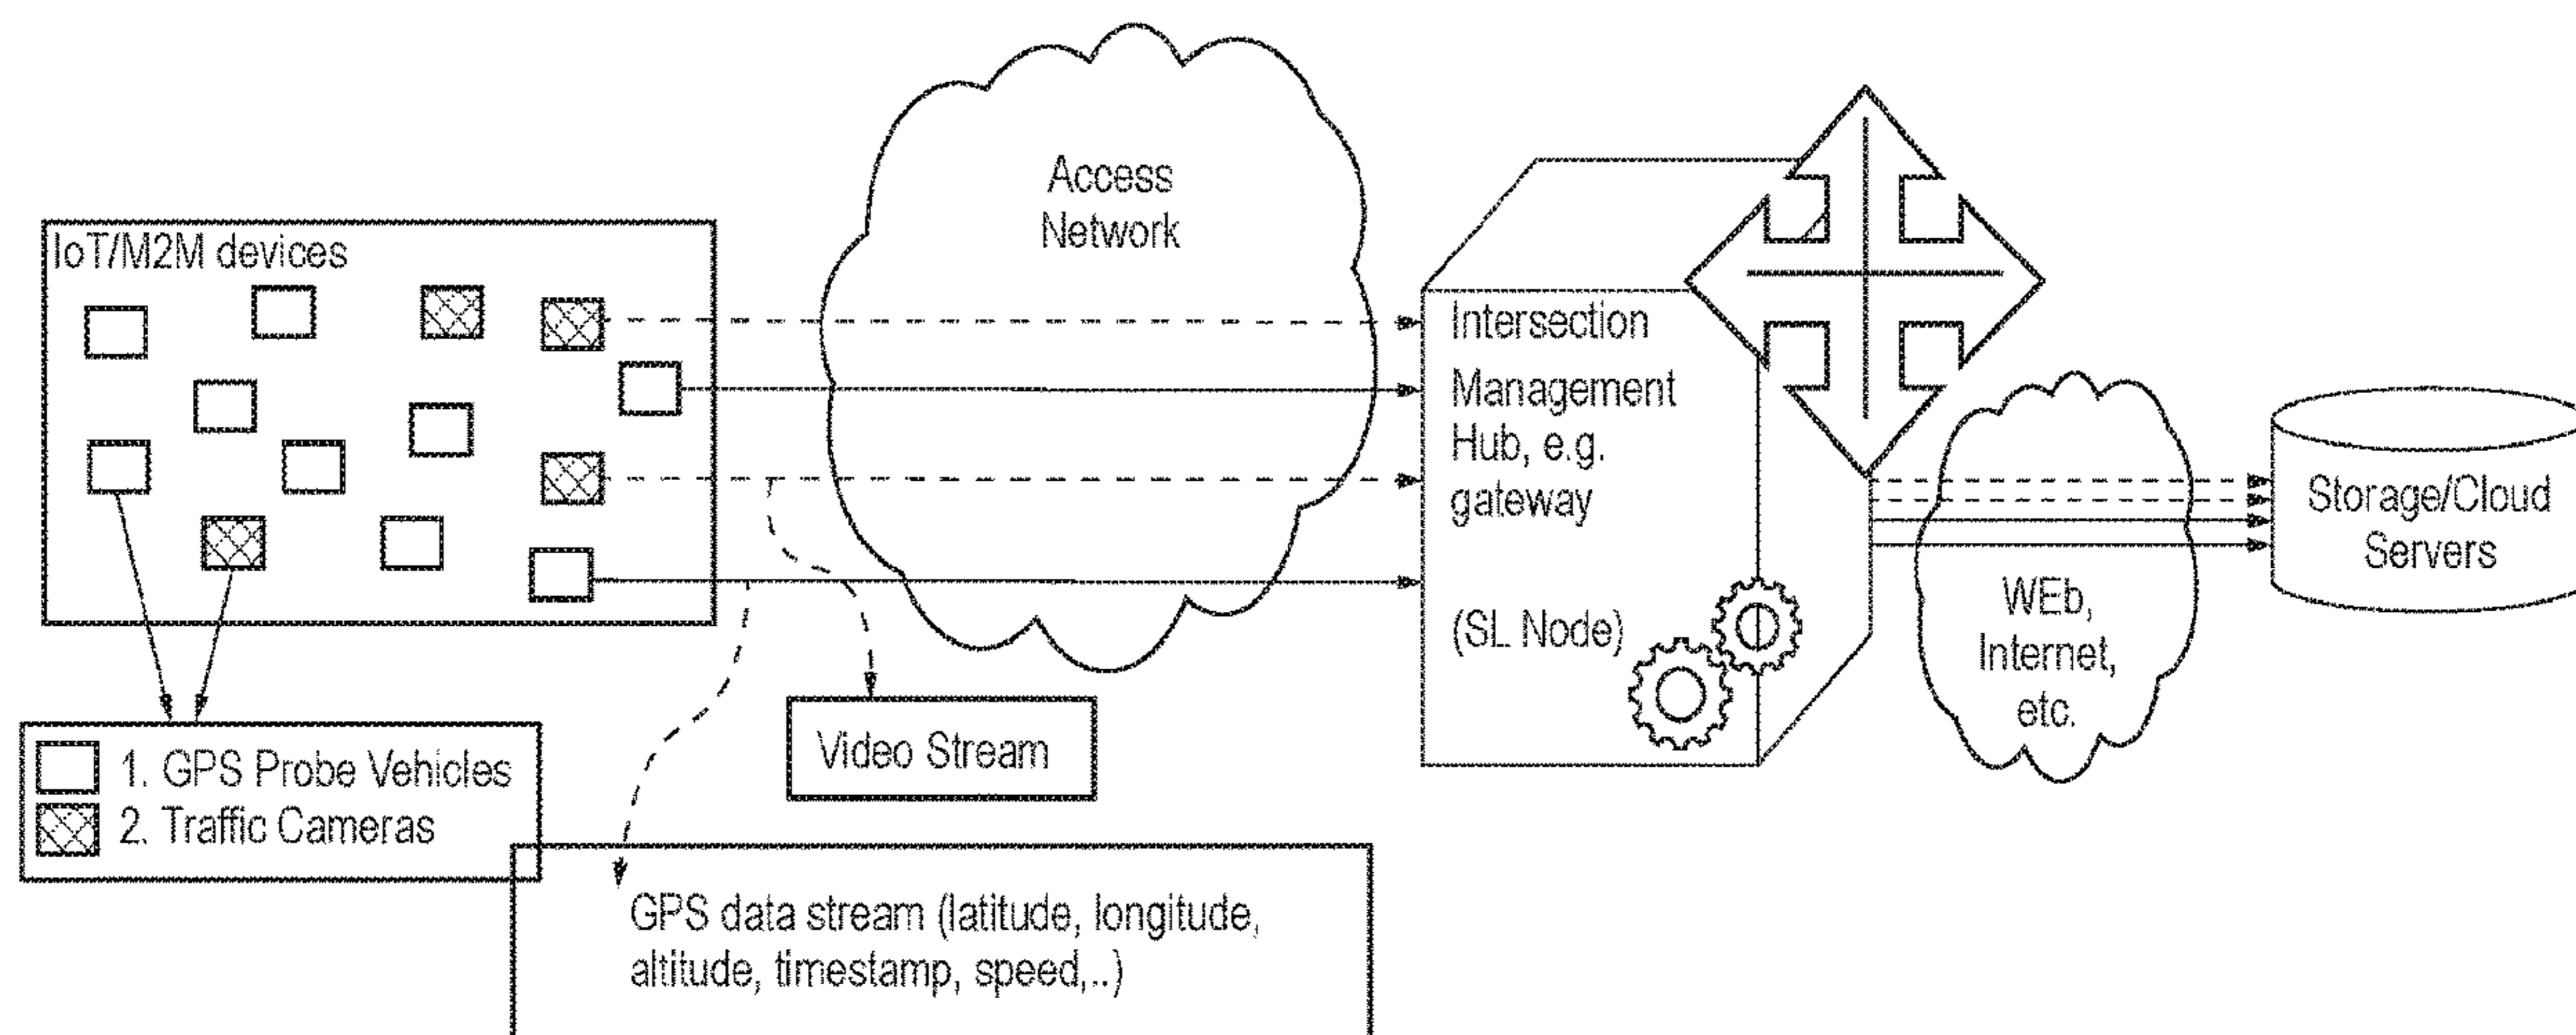 IoT/M2M devices
Access
Network
Intersection
Management
Hub, e.g.
gateway
(SL Node)
Storage/Cloud
Servers
WEb,
Internet,
etc.
Video Stream
1. GPS Probe Vehicles
2. Traffic Cameras
GPS data stream (latitude, longitude,
altitude, timestamp, speed,..)